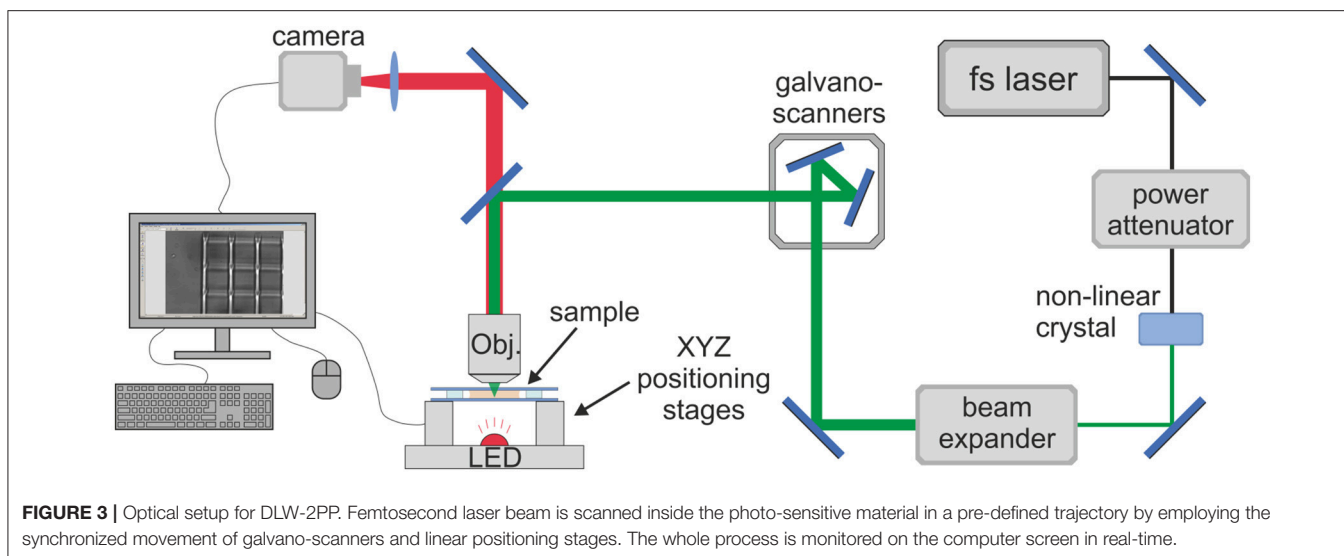 camera
galvano-
scanners
fs laser
power
attenuator
non-linear
crystal
sample
Obj.
XYZ
positioning
stages
beam
expander
LED
FIGURE 3 | Optical setup for DLW-2PP. Femtosecond laser beam is scanned inside the photo-sensitive material in a pre-defined trajectory by employing the
synchronized movement of galvano-scanners and linear positioning stages. The whole process is monitored on the computer screen in real-time.